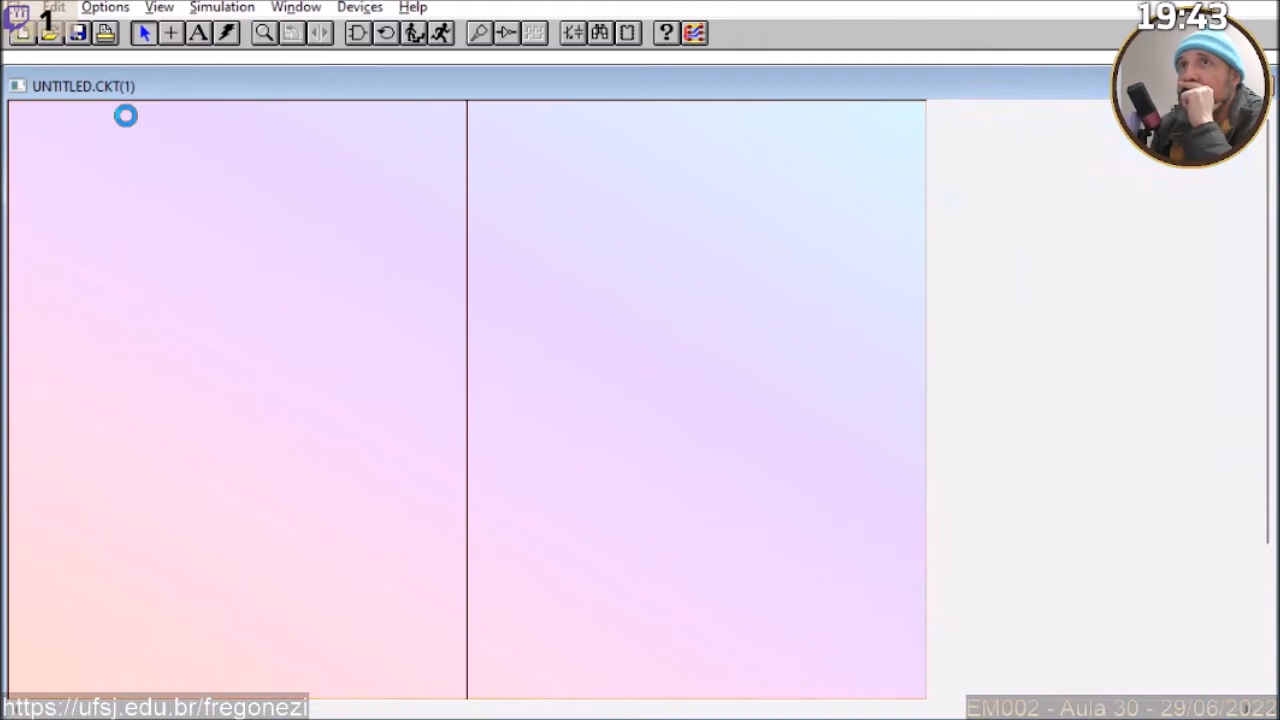 1
Edit Options View Simulation Window Devices Help
19:43
A
?
UNTITLED.CKT(1)
https://ufsj.edu.br/fregonezi
EM002 - Aula 30 - 29/06/2022